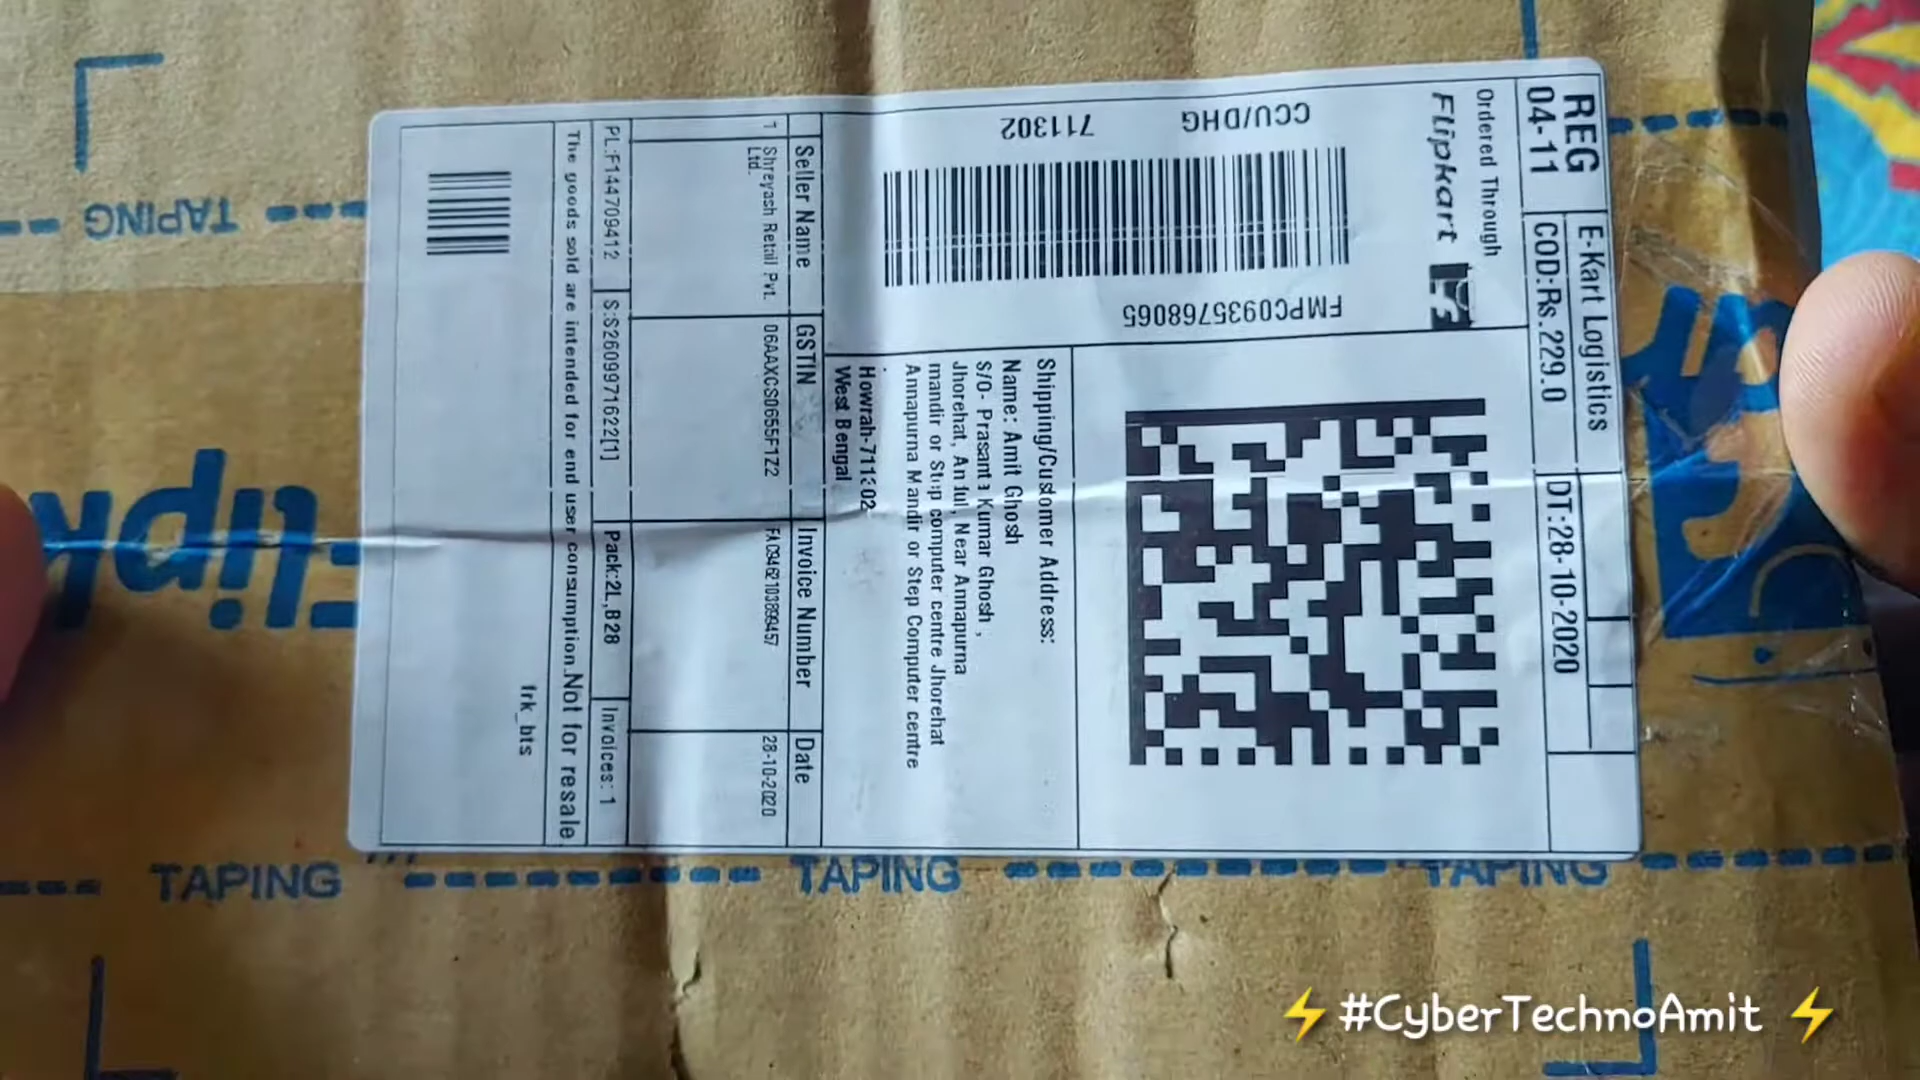 REG
E-Kart Logistics
04-11
COD:Rs.229.0
DT:28-10-2020
Ordered Through
Flipkart
CCU/DHG
711302
FMPC0935768065
Shipping/Customer Address:
Name: Amit Ghosh
S/O- Prasanta Kumar Ghosh ,
Jhorehat, Andul, Near Annapurna
mandir or Step computer centre Jhorehat
Annapurna Mandir or Step Computer centre
,
Howrah-711302
West Bengal
Seller Name GSTIN Invoice Number Date
1 Shreyash Retail Pvt. 06AAXCS0655F1Z2 28-10-2020
Ltd.
PL:F144709412 S:S2609971622[1] Pack:2L,B28 Invoices: 1
The goods sold are intended for end user consumption.Not for resale
frk_bts
TAPING
Flipk
TAPING
TAPING
TAPING
⚡ #CyberTechnoAmit ⚡